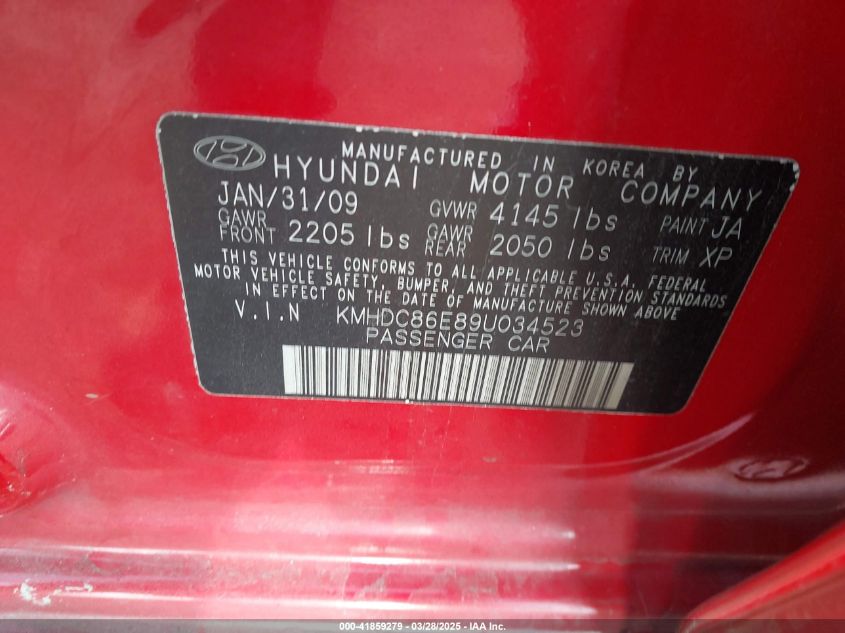 MANUFACTURED IN KOREA BY
HYUNDAI MOTOR COMPANY
JAN/31/09 GVWR 4145 lbs PAINT JA
GAWR FRONT 2205 lbs GAWR REAR 2050 lbs TRIM XP
THIS VEHICLE CONFORMS TO ALL APPLICABLE U.S.A. FEDERAL
MOTOR VEHICLE SAFETY, BUMPER, AND THEFT PREVENTION STANDARDS
IN EFFECT ON THE DATE OF MANUFACTURE SHOWN ABOVE
V.I.N KMHDC86E89U034523
PASSENGER CAR
000-41859279 — 03/28/2025 — IAA Inc.